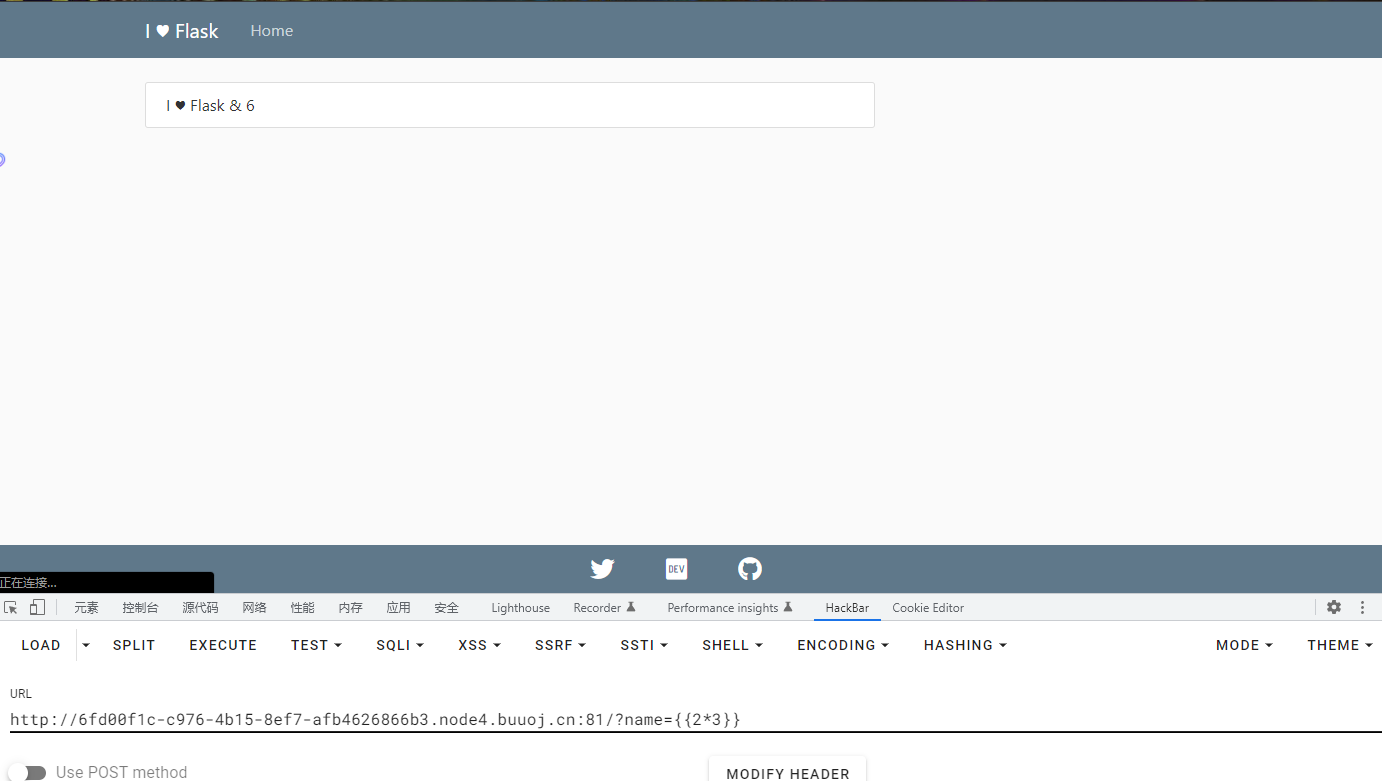 I ♥ Flask Home
I ♥ Flask & 6
DEV
正在连接...
元素 控制台 源代码 网络 性能 内存 应用 安全 Lighthouse Recorder Performance insights HackBar Cookie Editor
LOAD SPLIT EXECUTE TEST SQLI XSS SSRF SSTI SHELL ENCODING HASHING MODE THEME
URL
http://6fd00f1c-c976-4b15-8ef7-afb4626866b3.node4.buuoj.cn:81/?name={{2*3}}
Use POST method MODIFY HEADER